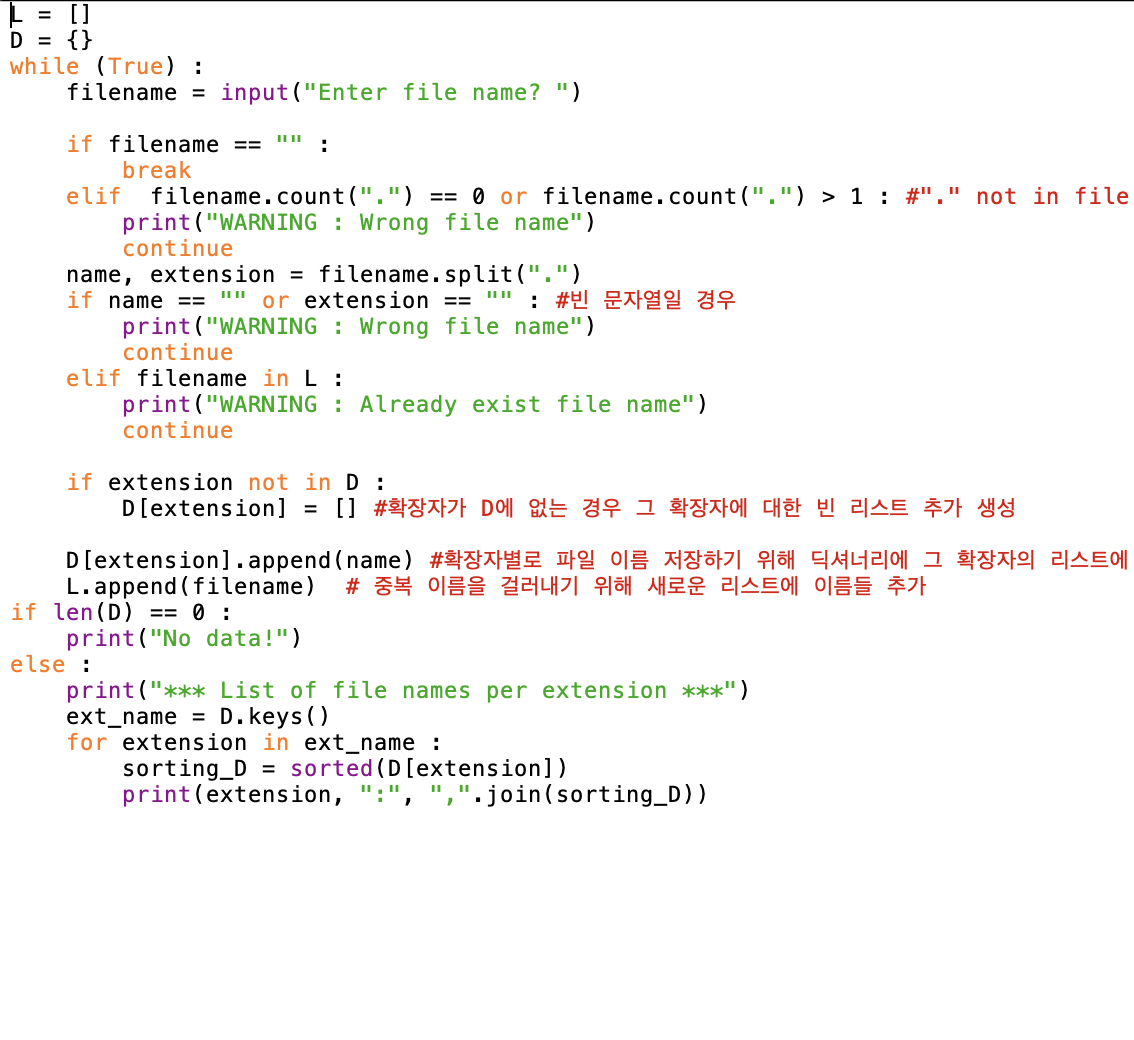 L = []
D = {}
while (True) :
    filename = input("Enter file name? ")

    if filename == "" :
        break
    elif  filename.count(".") == 0 or filename.count(".") > 1 : #"." not in file
        print("WARNING : Wrong file name")
        continue
    name, extension = filename.split(".")
    if name == "" or extension == "" : #빈 문자열일 경우
        print("WARNING : Wrong file name")
        continue
    elif filename in L :
        print("WARNING : Already exist file name")
        continue

    if extension not in D :
        D[extension] = [] #확장자가 D에 없는 경우 그 확장자에 대한 빈 리스트 추가 생성

    D[extension].append(name) #확장자별로 파일 이름 저장하기 위해 딕셔너리에 그 확장자의 리스트에
    L.append(filename)  # 중복 이름을 걸러내기 위해 새로운 리스트에 이름들 추가
if len(D) == 0 :
    print("No data!")
else :
    print("*** List of file names per extension ***")
    ext_name = D.keys()
    for extension in ext_name :
        sorting_D = sorted(D[extension])
        print(extension, ":", ",".join(sorting_D))